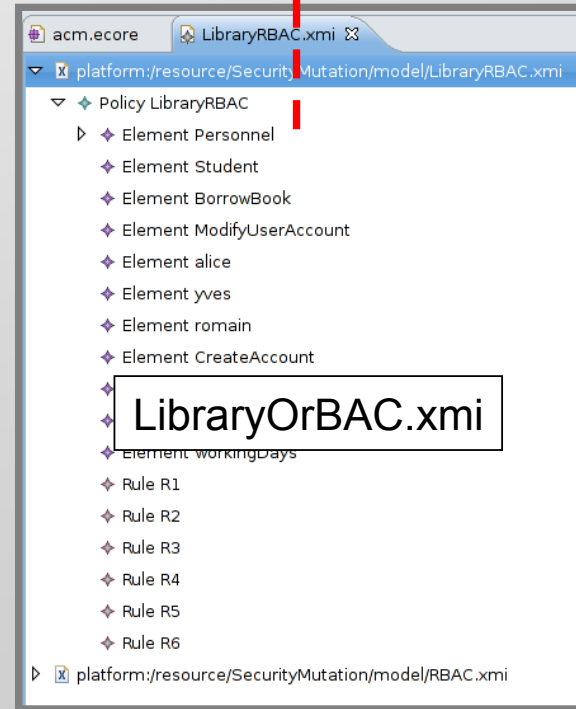 acm.ecore LibraryRBAC.xmi
platform:/resource/SecurityMutation/model/LibraryRBAC.xmi
Policy LibraryRBAC
Element Personnel
Element Student
Element BorrowBook
Element ModifyUserAccount
Element alice
Element yves
Element romain
Element CreateAccount
LibraryOrBAC.xmi
Element workingDays
Rule R1
Rule R2
Rule R3
Rule R4
Rule R5
Rule R6
platform:/resource/SecurityMutation/model/RBAC.xmi